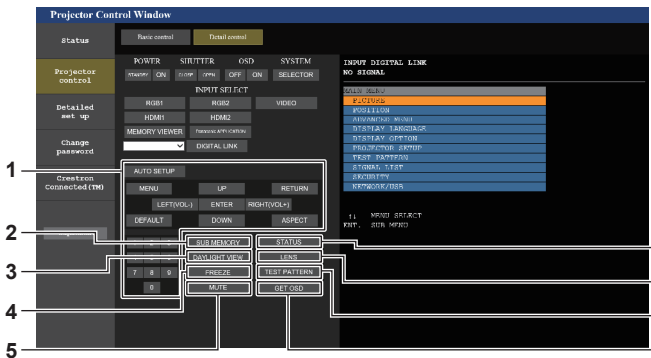 Projector Control Window
Status
Projector control
Detailed set up
Change password
Crestron Connected(TM)
Basic control
Detail control
POWER SHUTTER OSD SYSTEM
STANDBY ON CLOSE OPEN OFF ON SELECTOR
INPUT SELECT
RGB1 RGB2 VIDEO
HDMI1 HDMI2
MEMORY VIEWER Panasonic APPLICATION
DIGITAL LINK
AUTO SETUP
MENU UP RETURN
LEFT(VOL-) ENTER RIGHT(VOL+)
DEFAULT DOWN ASPECT
SUB MEMORY STATUS
DAYLIGHT VIEW LENS
7 8 9 FREEZE TEST PATTERN
0 MUTE GET OSD
INPUT DIGITAL LINK
NO SIGNAL
MAIN MENU
PICTURE
POSITION
ADVANCED MENU
DISPLAY LANGUAGE
DISPLAY OPTION
PROJECTOR SETUP
TEST PATTERN
SIGNAL LIST
SECURITY
NETWORK/USB
↑↓ MENU SELECT
ENT. SUB MENU
1
2
3
4
5